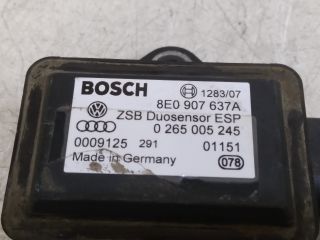 BOSCH 1283/07
8E0 907 637A
ZSB Duosensor ESP
0 265 005 245
0009125 291 01151
Made in Germany 078